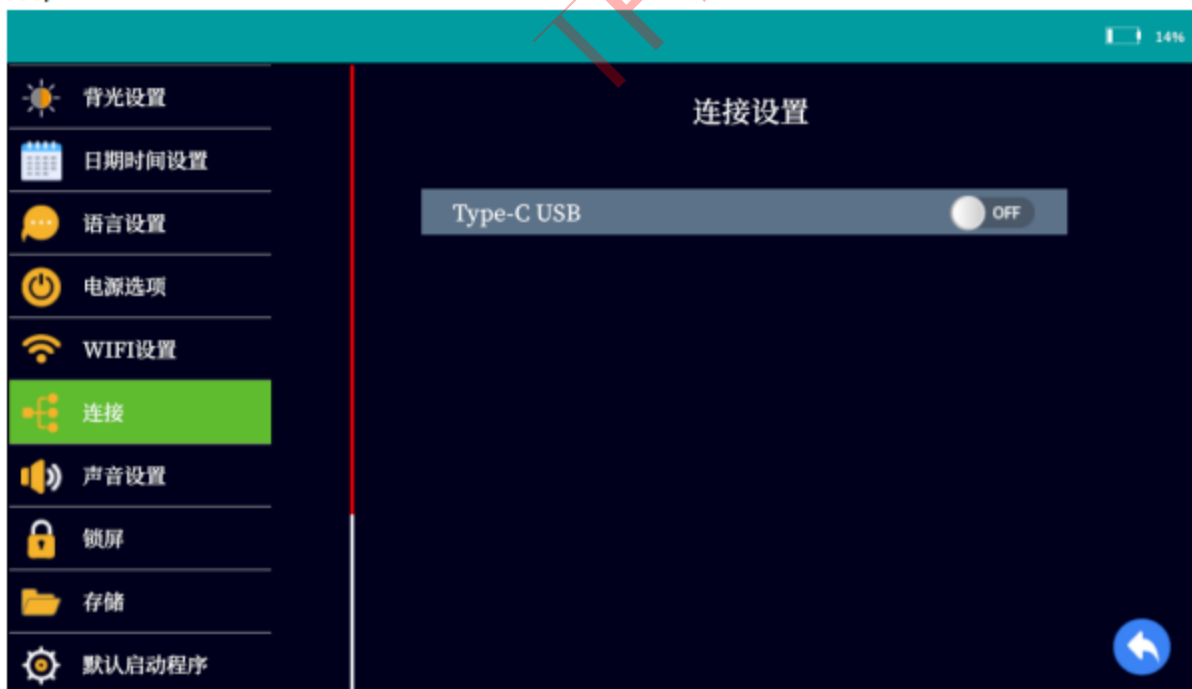 14%
背光设置
日期时间设置
语言设置
电源选项
WIFI设置
连接
声音设置
锁屏
存储
默认启动程序
连接设置
Type-C USB
OFF